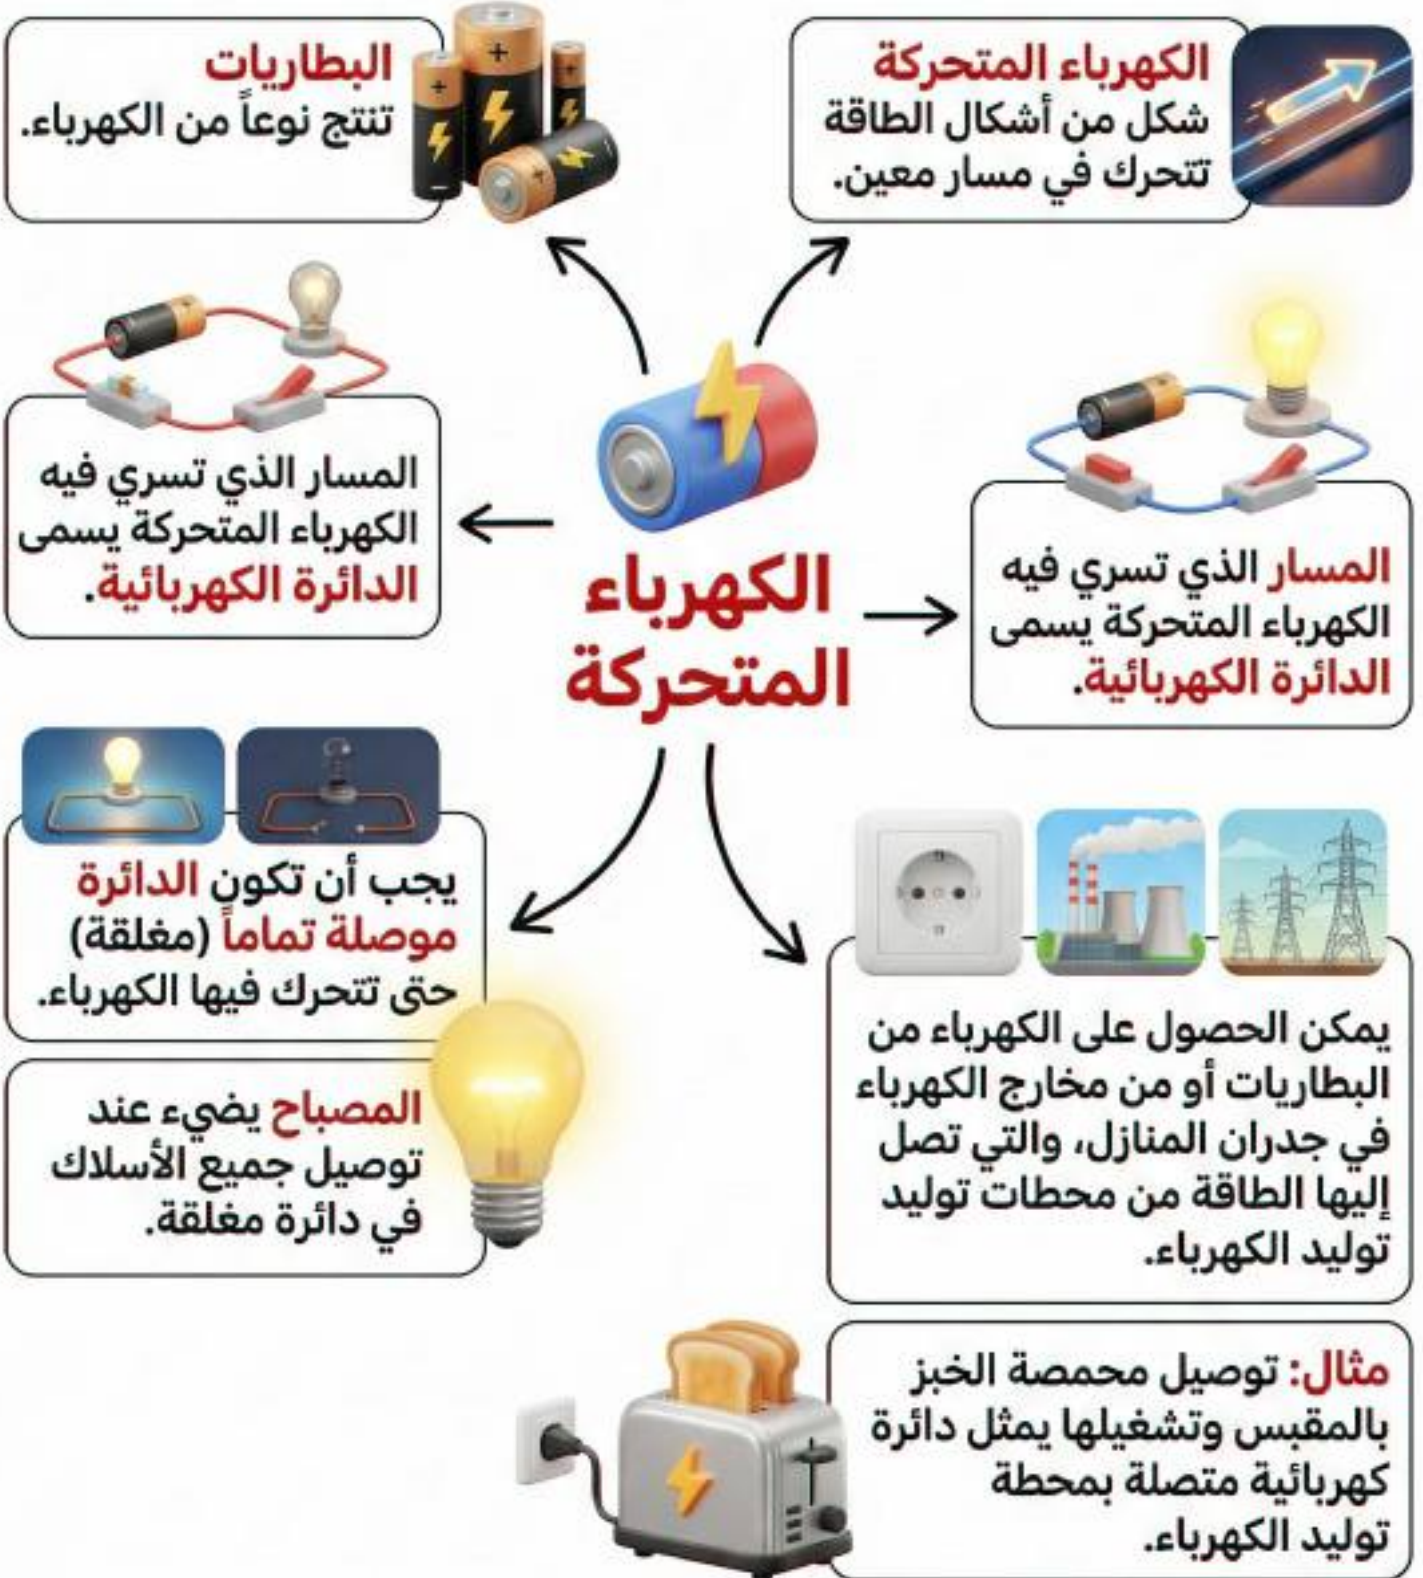 الكهرباء المتحركة
شكل من أشكال الطاقة
تتحرك في مسار معين.
البطاريات
تنتج نوعاً من الكهرباء.
الكهرباء
المتحركة
المسار الذي تسري فيه
الكهرباء المتحركة يسمى
الدائرة الكهربائية.
المسار الذي تسري فيه
الكهرباء المتحركة يسمى
الدائرة الكهربائية.
يمكن الحصول على الكهرباء من
البطاريات أو من مخارج الكهرباء
في جدران المنازل، والتي تصل
إليها الطاقة من محطات توليد
توليد الكهرباء.
يجب أن تكون الدائرة
موصلة تماماً (مغلقة)
حتى تتحرك فيها الكهرباء.
المصباح يضيء عند
توصيل جميع الأسلاك
في دائرة مغلقة.
مثال: توصيل محمصة الخبز
بالمقبس وتشغيلها يمثل دائرة
كهربائية متصلة بمحطة
توليد الكهرباء.